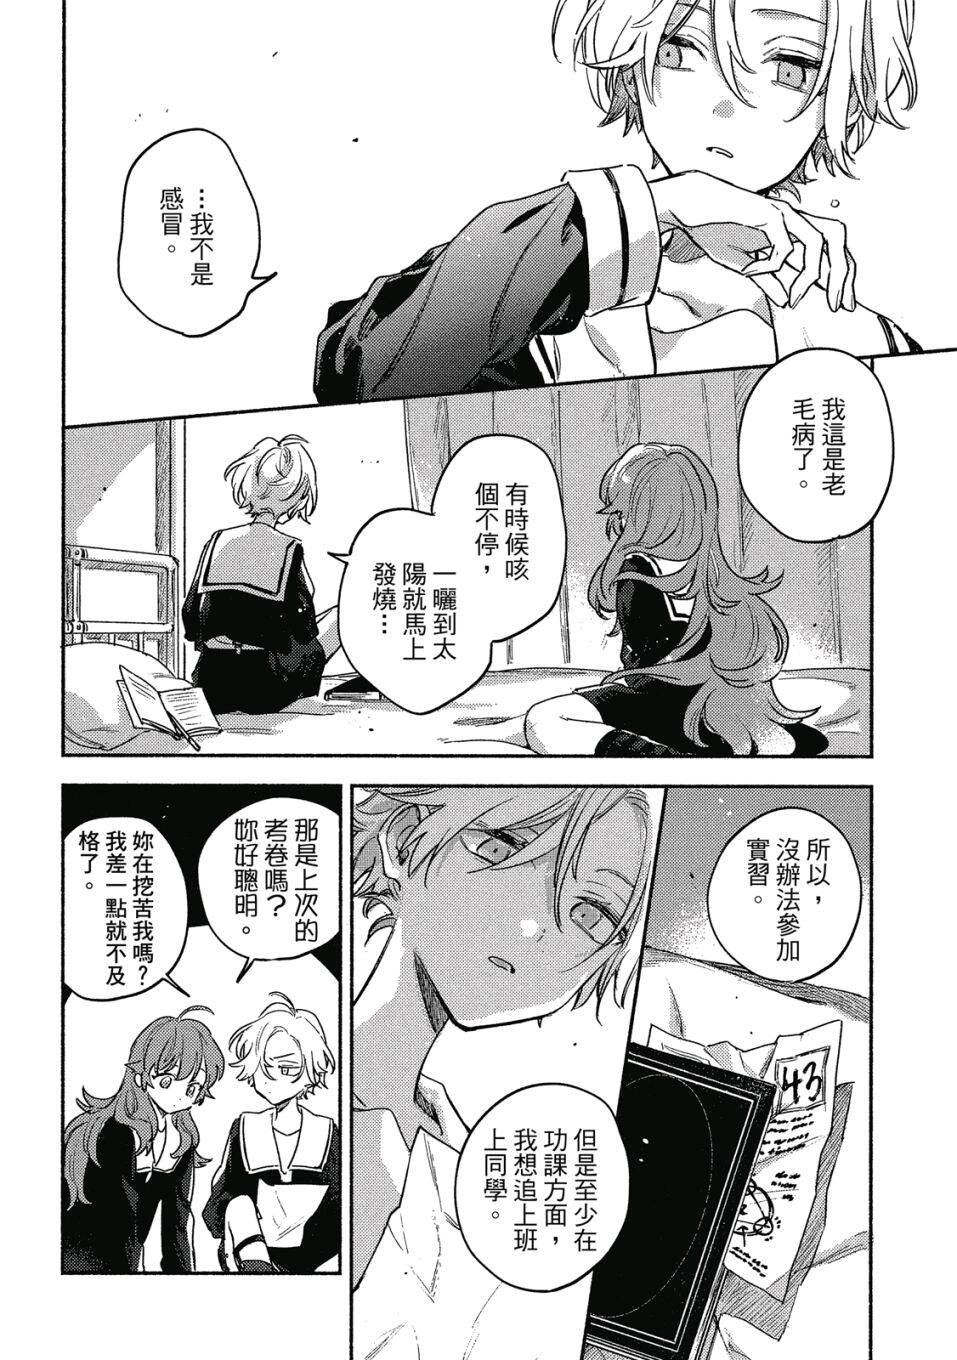 …我不是
感冒。
我這是老
毛病了。
有時候咳
個不停，
一曬到太
陽就馬上
發燒…
所以，
沒辦法參加
實習。
43
但是至少在
功課方面，
我想追上班
上同學。
那是上次的
考卷嗎？
妳好聰明。
妳在挖苦我嗎？
我差一點就不及
格了。